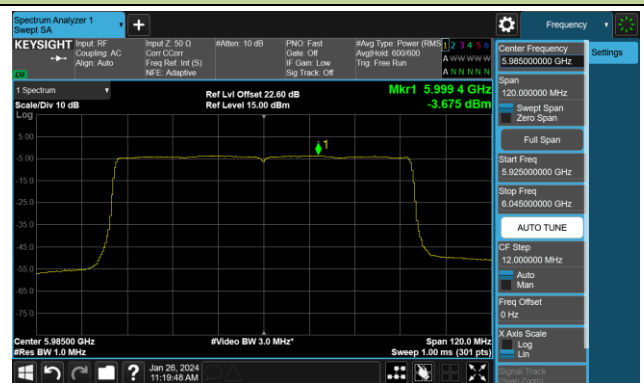 Spectrum Analyzer 1
Swept SA
Frequency
KEYSIGHT
Input: RF
Coupling: AC
Align: Auto
Input Z: 50 Ω
Corr CCorr
Freq Ref: Int (S)
NFE: Adaptive
#Atten: 10 dB
PNO: Fast
Gate: Off
IF Gain: Low
Sig Track: Off
#Avg Type: Power (RMS)
Avg|Hold: 600/600
Trig: Free Run
1 2 3 4 5 6
A WW WW W
A N N N N N
LW
Center Frequency
5.985000000 GHz
Settings
Span
120.000000 MHz
Swept Span
Zero Span
Full Span
Start Freq
5.925000000 GHz
Stop Freq
6.045000000 GHz
AUTO TUNE
CF Step
12.000000 MHz
Auto
Man
Freq Offset
0 Hz
X Axis Scale
Log
Lin
Signal Track
1 Spectrum
Scale/Div 10 dB
Log
Ref Lvl Offset 22.60 dB
Ref Level 15.00 dBm
Mkr1 5.999 4 GHz
-3.675 dBm
1
5.00
-5.00
-15.0
-25.0
-35.0
-45.0
-55.0
-65.0
-75.0
Center 5.98500 GHz
#Res BW 1.0 MHz
#Video BW 3.0 MHz*
Span 120.0 MHz
Sweep 1.00 ms (301 pts)
?
Jan 26, 2024
11:19:48 AM